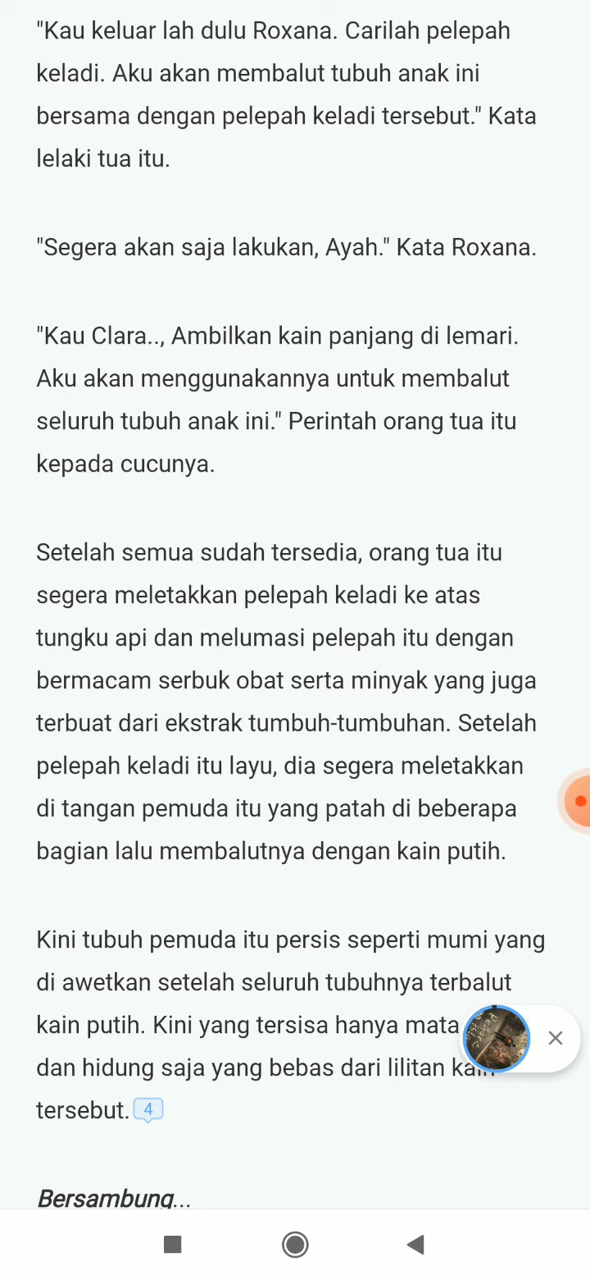 "Kau keluar lah dulu Roxana. Carilah pelepah
keladi. Aku akan membalut tubuh anak ini
bersama dengan pelepah keladi tersebut." Kata
lelaki tua itu.
"Segera akan saja lakukan, Ayah." Kata Roxana.
"Kau Clara.., Ambilkan kain panjang di lemari.
Aku akan menggunakannya untuk membalut
seluruh tubuh anak ini." Perintah orang tua itu
kepada cucunya.
Setelah semua sudah tersedia, orang tua itu
segera meletakkan pelepah keladi ke atas
tungku api dan melumasi pelepah itu dengan
bermacam serbuk obat serta minyak yang juga
terbuat dari ekstrak tumbuh-tumbuhan. Setelah
pelepah keladi itu layu, dia segera meletakkan
di tangan pemuda itu yang patah di beberapa
bagian lalu membalutnya dengan kain putih.
Kini tubuh pemuda itu persis seperti mumi yang
di awetkan setelah seluruh tubuhnya terbalut
kain putih. Kini yang tersisa hanya mata
dan hidung saja yang bebas dari lilitan kain
tersebut. 4
Bersambung...